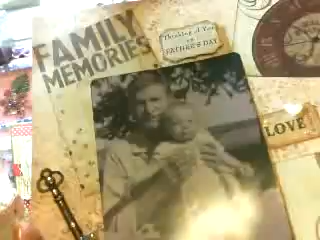 FAMILY
MEMORIES
Thinking of You
on
FATHER'S DAY
LOVE